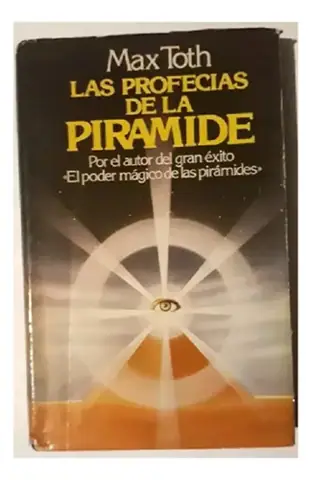 Max Toth
LAS PROFECIAS
DE LA
PIRAMIDE
Por el autor del gran éxito
«El poder mágico de las pirámides»